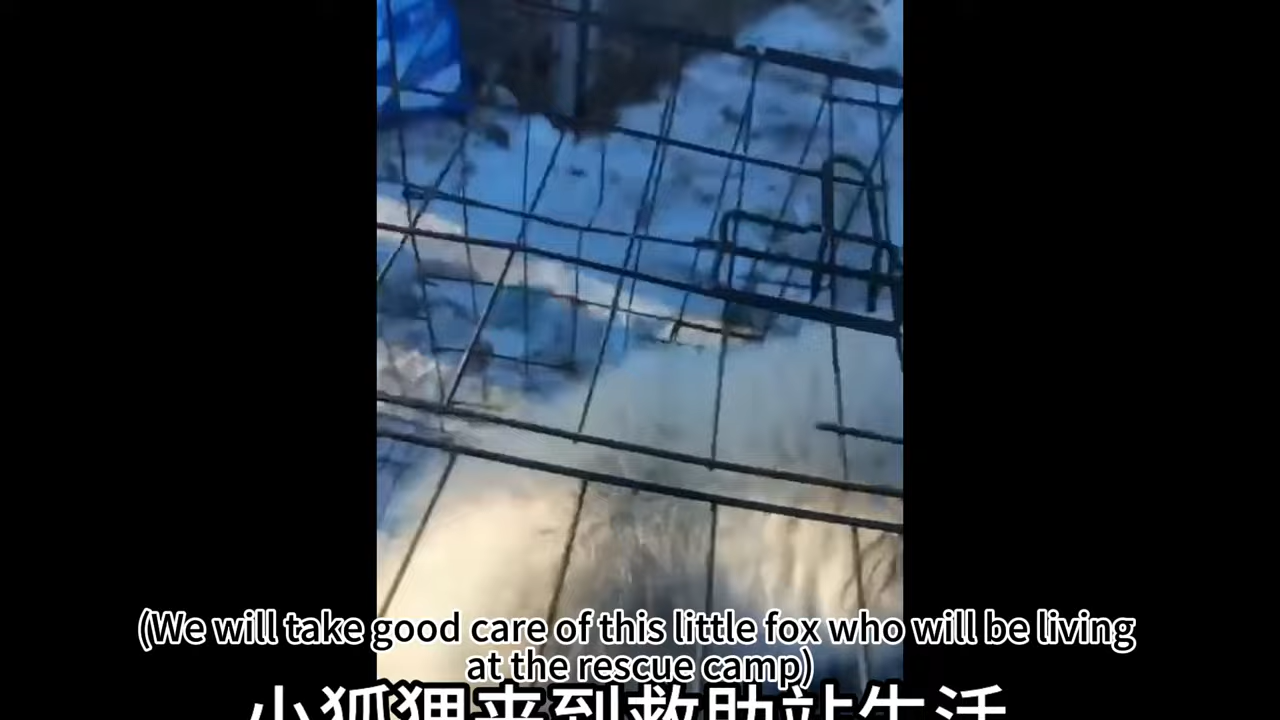 (We will take good care of this little fox who will be living
at the rescue camp)
小狐狸来到救助站生活